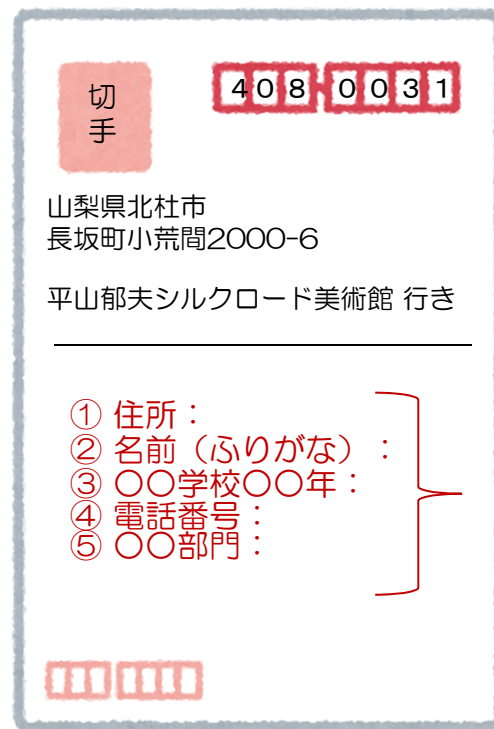 切
手
408-0031
山梨県北杜市
長坂町小荒間2000-6
平山郁夫シルクロード美術館 行き
① 住所：
② 名前（ふりがな）：
③ 〇〇学校〇〇年：
④ 電話番号：
⑤ 〇〇部門：